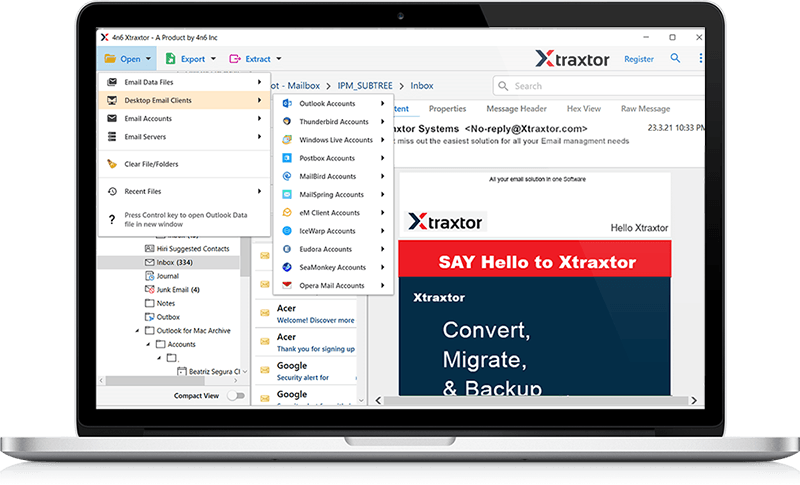 4n6 Xtraxtor - A Product by 4n6 Inc
Open Export Extract Xtraxtor Register
Email Data Files
Desktop Email Clients
Email Accounts
Email Servers
Clear File/Folders
Recent Files
Press Control key to open Outlook Data
file in new window
Outlook Accounts
Thunderbird Accounts
Windows Live Accounts
Postbox Accounts
MailBird Accounts
MailSpring Accounts
eM Client Accounts
IceWarp Accounts
Eudora Accounts
SeaMonkey Accounts
Opera Mail Accounts
ot - Mailbox > IPM_SUBTREE > Inbox
Search
tent Properties Message Header Hex View Raw Message
axtor Systems <No-reply@Xtraxtor.com> 23.3.21 10:33 PM
t miss out the easiest solution for all your Email managment needs
Hiri Suggested Contacts
Inbox (334)
Journal
Junk Email (4)
Notes
Outbox
Outlook for Mac Archive
Accounts
.
Beatriz Segura Cl
Compact View
Acer
Welcome! Discover more
Acer
Thank you for signing up
Google
Security alert for
Google
All your email solution in one Software
Xtraxtor
Hello Xtraxtor
SAY Hello to Xtraxtor
Xtraxtor
Convert,
Migrate,
& Backup